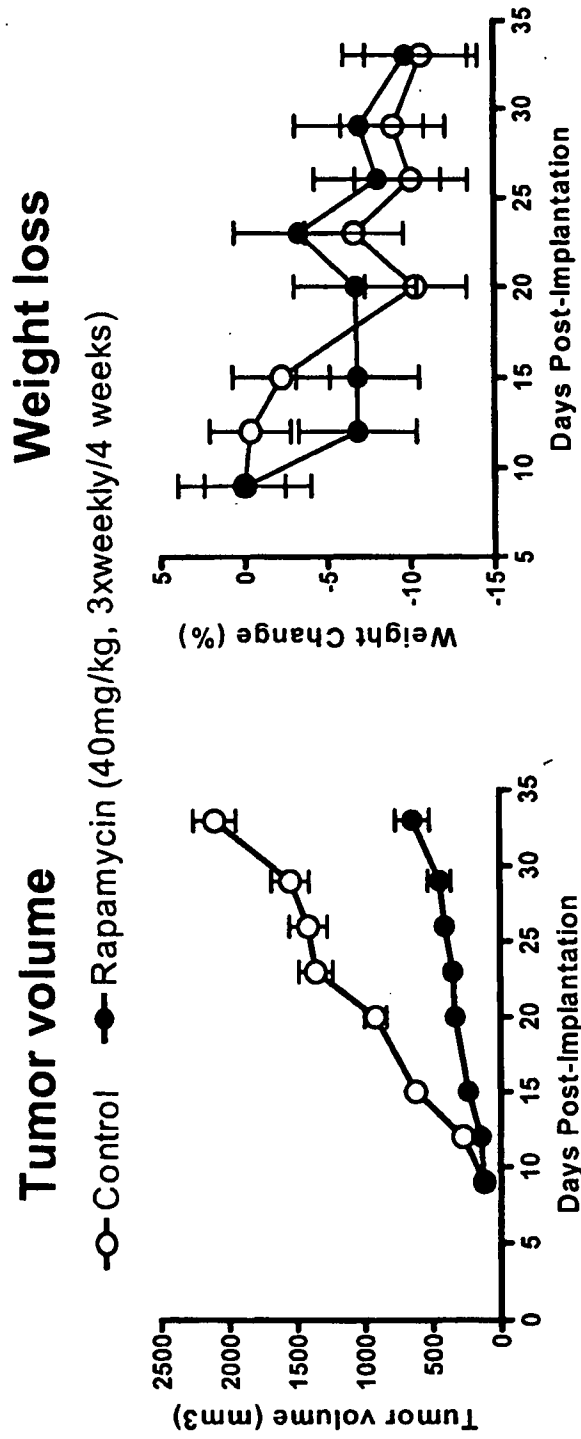 Tumor volume
Weight loss
Control
Rapamycin (40mg/kg, 3xweekly/4 weeks)
Tumor volume (mm3)
2500
2000
1500
1000
500
0
0 5 10 15 20 25 30 35
Days Post-Implantation
Weight Change (%)
5
0
-5
-10
-15
5 10 15 20 25 30 35
Days Post-Implantation